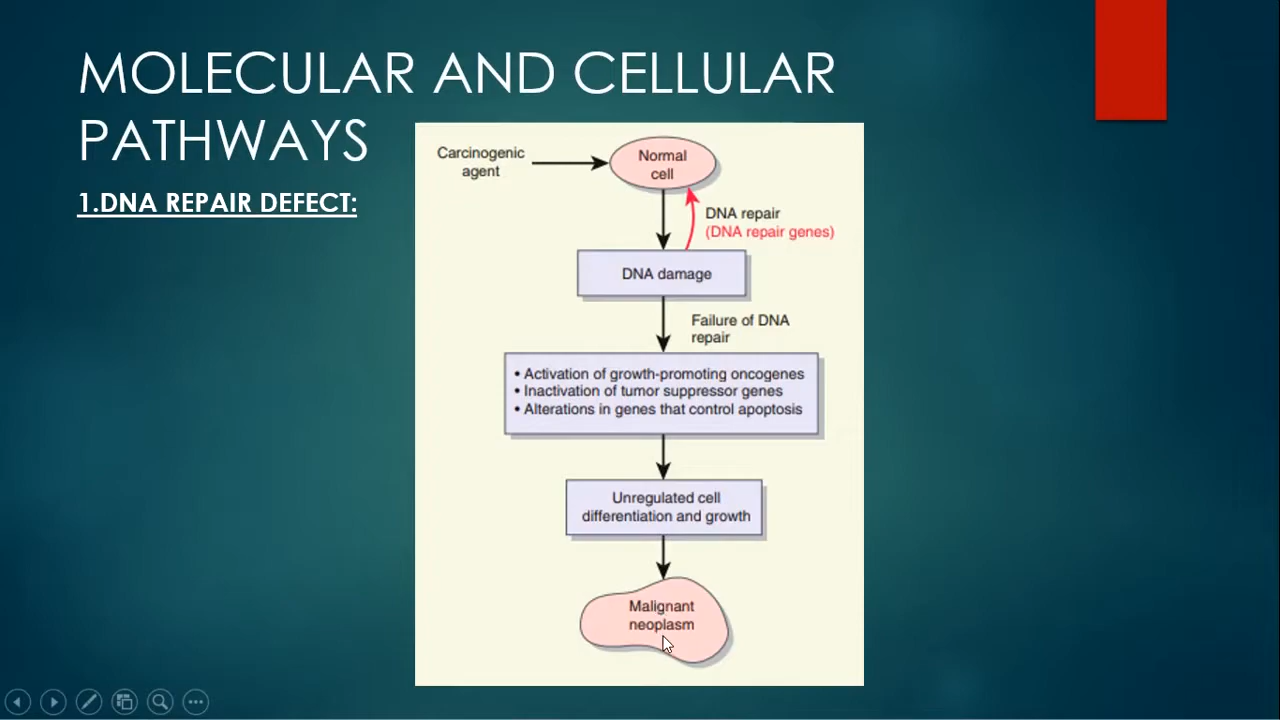 MOLECULAR AND CELLULAR
PATHWAYS
1.DNA REPAIR DEFECT:
Carcinogenic
agent
Normal
cell
DNA repair
(DNA repair genes)
DNA damage
Failure of DNA
repair
• Activation of growth-promoting oncogenes
• Inactivation of tumor suppressor genes
• Alterations in genes that control apoptosis
Unregulated cell
differentiation and growth
Malignant
neoplasm